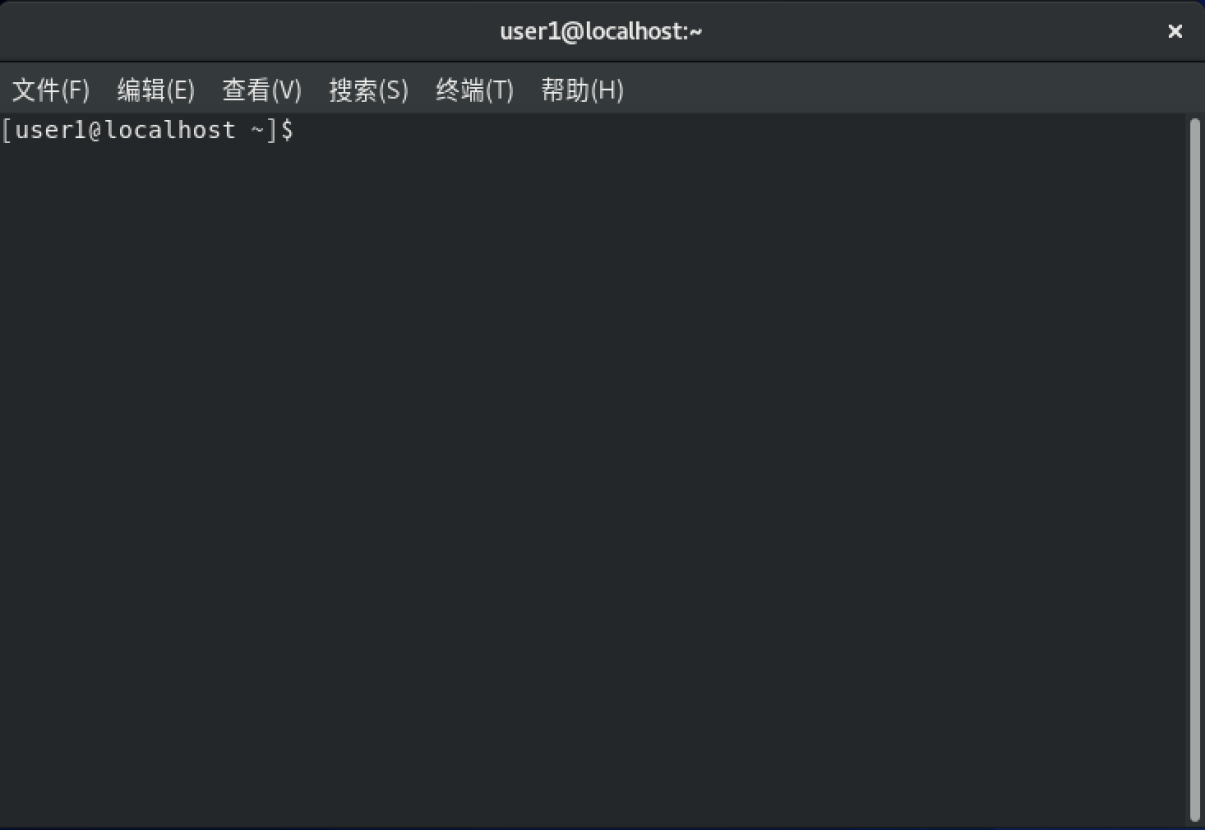 user1@localhost:~ ×
文件(F) 编辑(E) 查看(V) 搜索(S) 终端(T) 帮助(H)
[user1@localhost ~]$